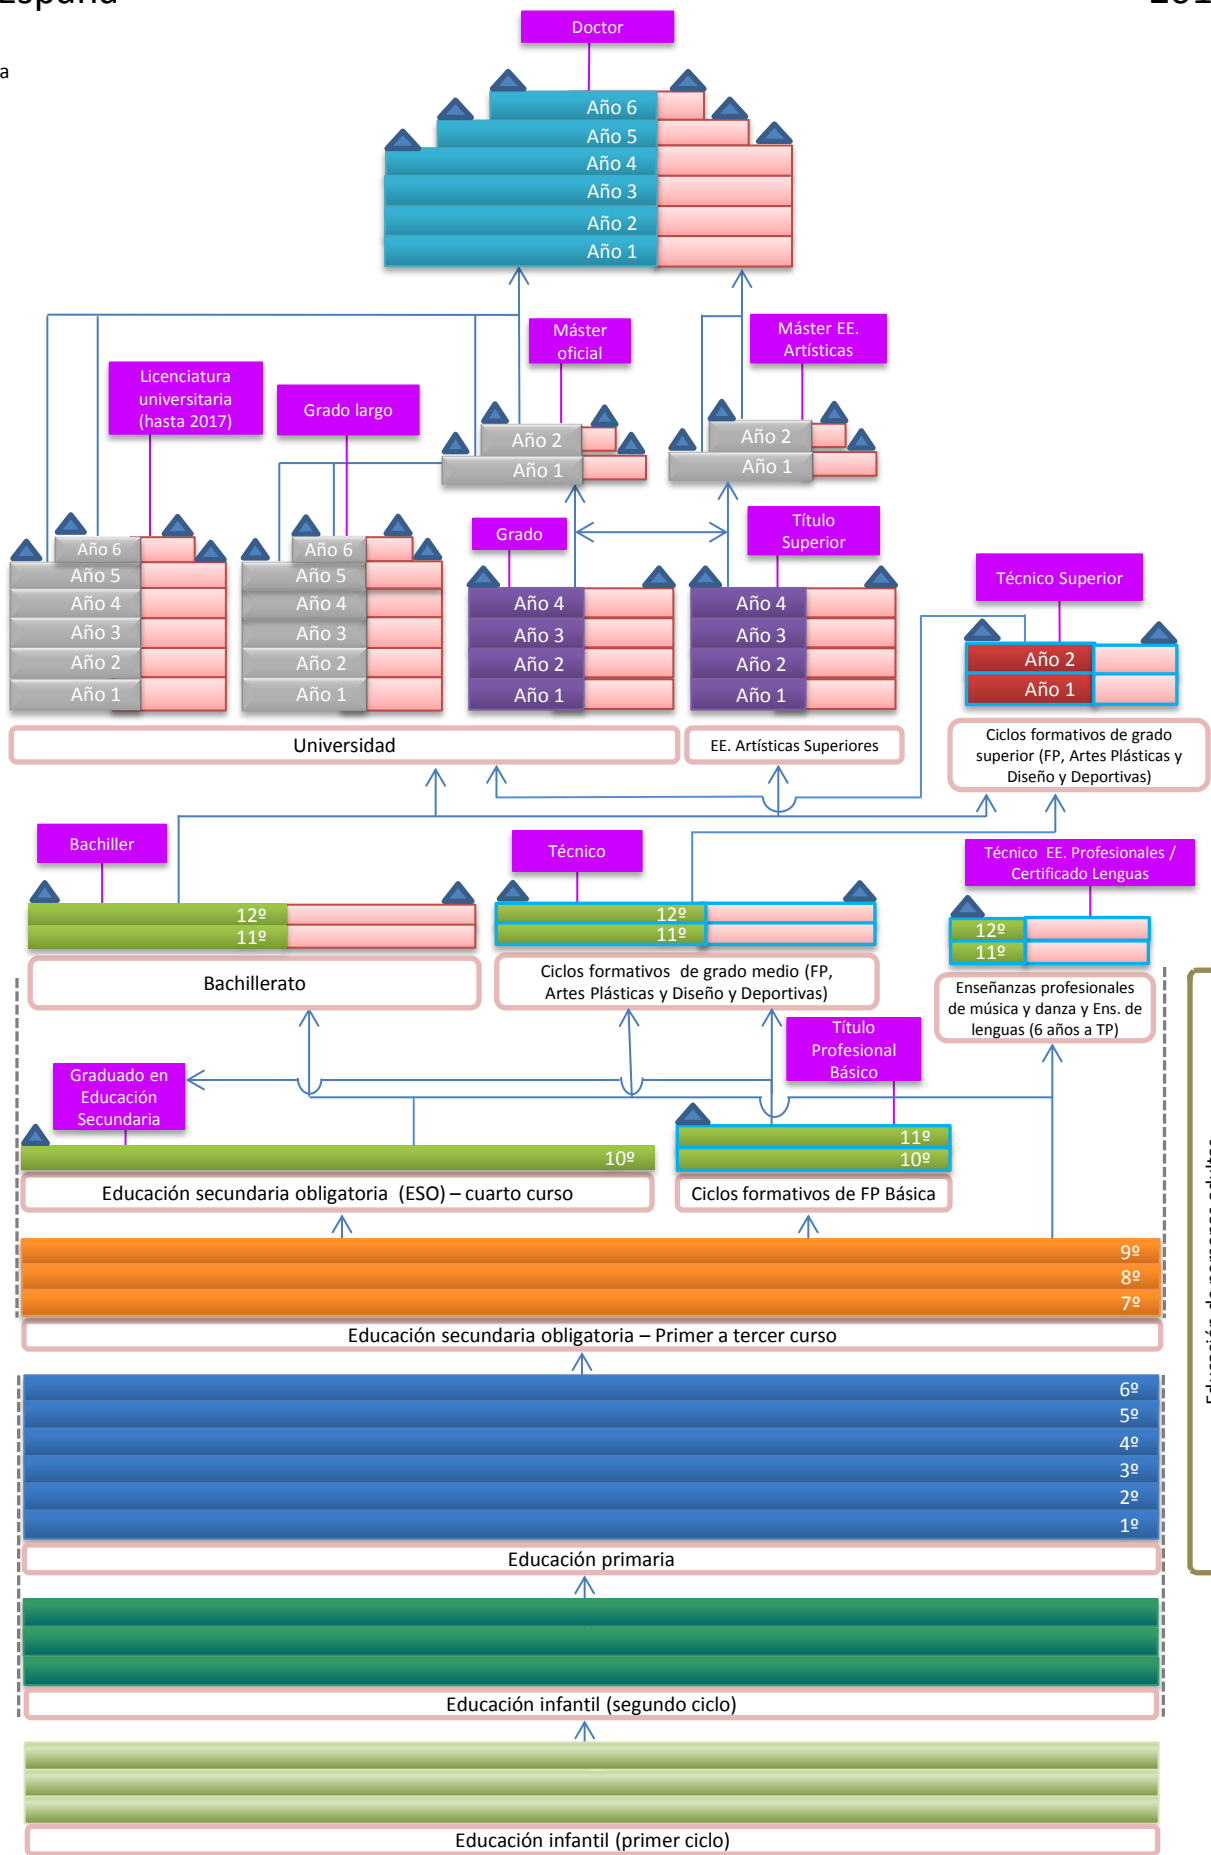 España
Doctor
a
Año 6
Año 5
Año 4
Año 3
Año 2
Año 1
Máster
oficial
Máster EE.
Artísticas
Licenciatura
universitaria
(hasta 2017)
Grado largo
Año 2
Año 1
Año 2
Año 1
Grado
Título
Superior
Técnico Superior
Año 6
Año 5
Año 4
Año 3
Año 2
Año 1
Año 6
Año 5
Año 4
Año 3
Año 2
Año 1
Año 4
Año 3
Año 2
Año 1
Año 4
Año 3
Año 2
Año 1
Año 2
Año 1
Universidad
EE. Artísticas Superiores
Ciclos formativos de grado
superior (FP, Artes Plásticas y
Diseño y Deportivas)
Bachiller
Técnico
Técnico EE. Profesionales /
Certificado Lenguas
12º
11º
12º
11º
12º
11º
Bachillerato
Ciclos formativos de grado medio (FP,
Artes Plásticas y Diseño y Deportivas)
Enseñanzas profesionales
de música y danza y Ens. de
lenguas (6 años a TP)
Título
Profesional
Básico
Graduado en
Educación
Secundaria
10º
11º
10º
Educación secundaria obligatoria (ESO) – cuarto curso
Ciclos formativos de FP Básica
9º
8º
7º
Educación secundaria obligatoria – Primer a tercer curso
6º
5º
4º
3º
2º
1º
Educación primaria
Educación infantil (segundo ciclo)
Educación infantil (primer ciclo)